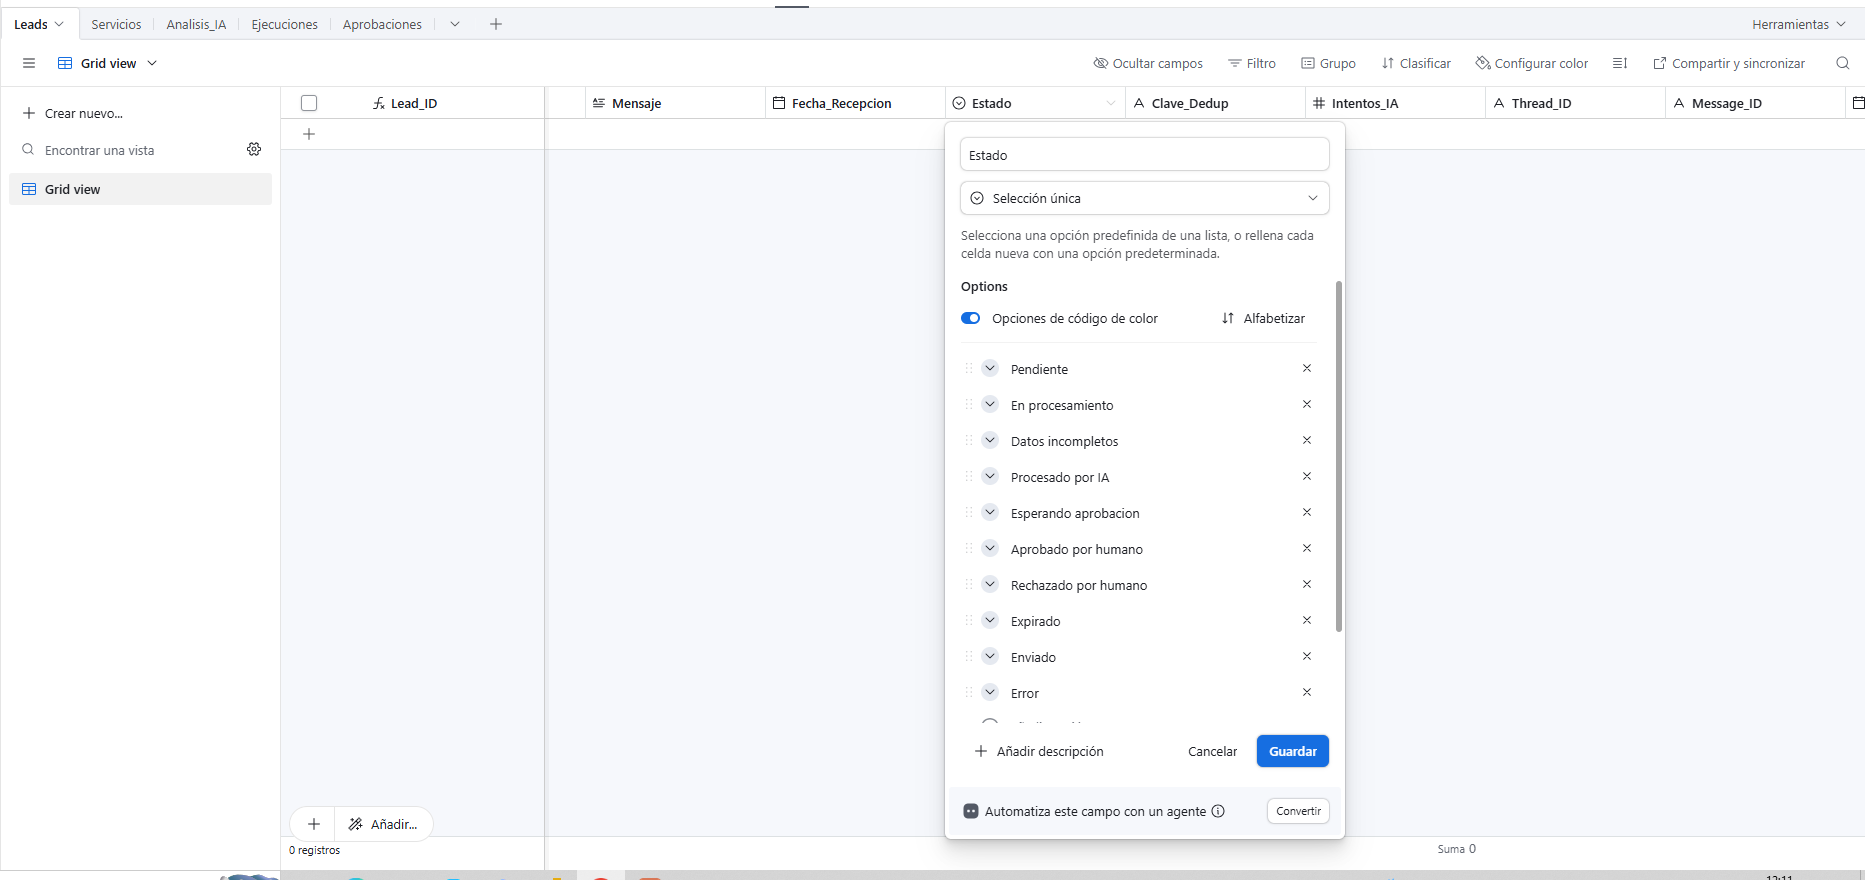 Leads
Servicios
Analisis_IA
Ejecuciones
Aprobaciones
Herramientas
Grid view
Ocultar campos
Filtro
Grupo
Clasificar
Configurar color
Compartir y sincronizar
Crear nuevo...
Encontrar una vista
Grid view
Lead_ID
Mensaje
Fecha_Recepcion
Estado
Clave_Dedup
Intentos_IA
Thread_ID
Message_ID
Estado
Selección única
Selecciona una opción predefinida de una lista, o rellena cada
celda nueva con una opción predeterminada.
Options
Opciones de código de color
Alfabetizar
Pendiente
En procesamiento
Datos incompletos
Procesado por IA
Esperando aprobacion
Aprobado por humano
Rechazado por humano
Expirado
Enviado
Error
Añadir descripción
Cancelar
Guardar
Automatiza este campo con un agente
Convertir
Añadir...
0 registros
Suma 0